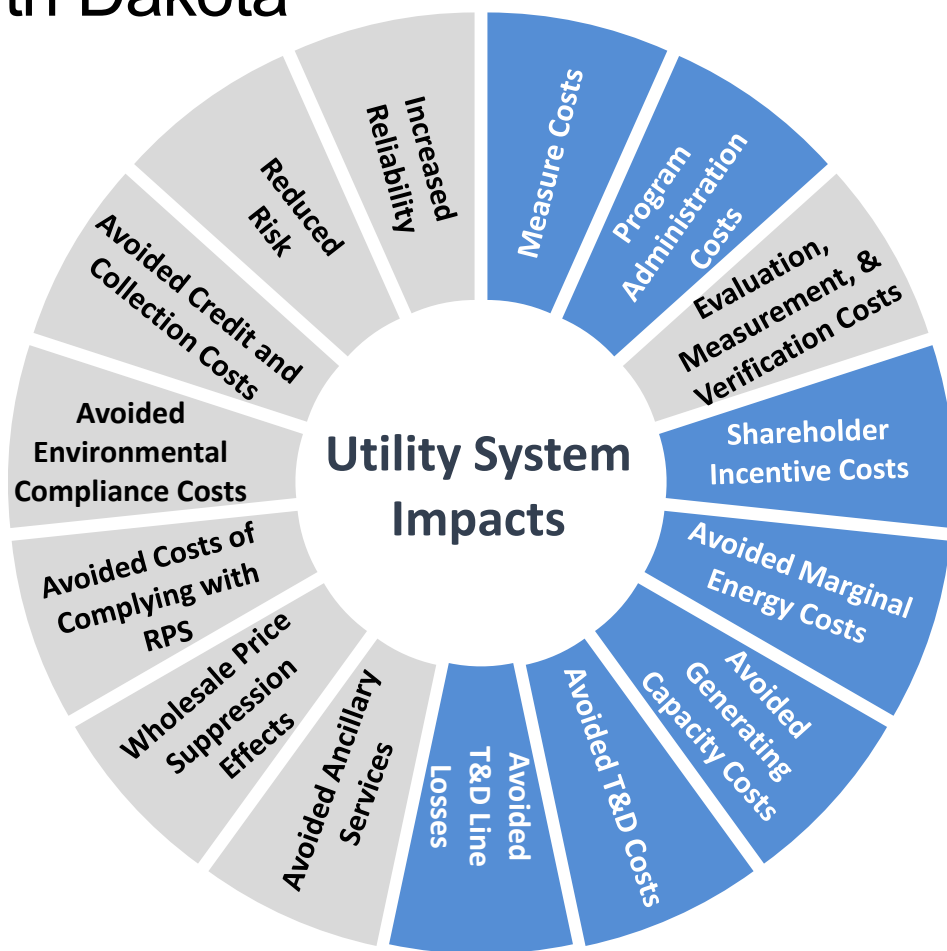 th Dakota
Measure Costs
Program
Administration
Costs
Evaluation,
Measurement, &
Verification Costs
Shareholder
Incentive Costs
Avoided Marginal
Energy Costs
Avoided
Generating
Capacity Costs
Avoided T&D Costs
Avoided
T&D Line
Losses
Avoided Ancillary
Services
Wholesale Price
Suppression
Effects
Avoided Costs of
Complying with
RPS
Avoided
Environmental
Compliance Costs
Avoided Credit and
Collection Costs
Reduced
Risk
Increased
Reliability
Utility System
Impacts